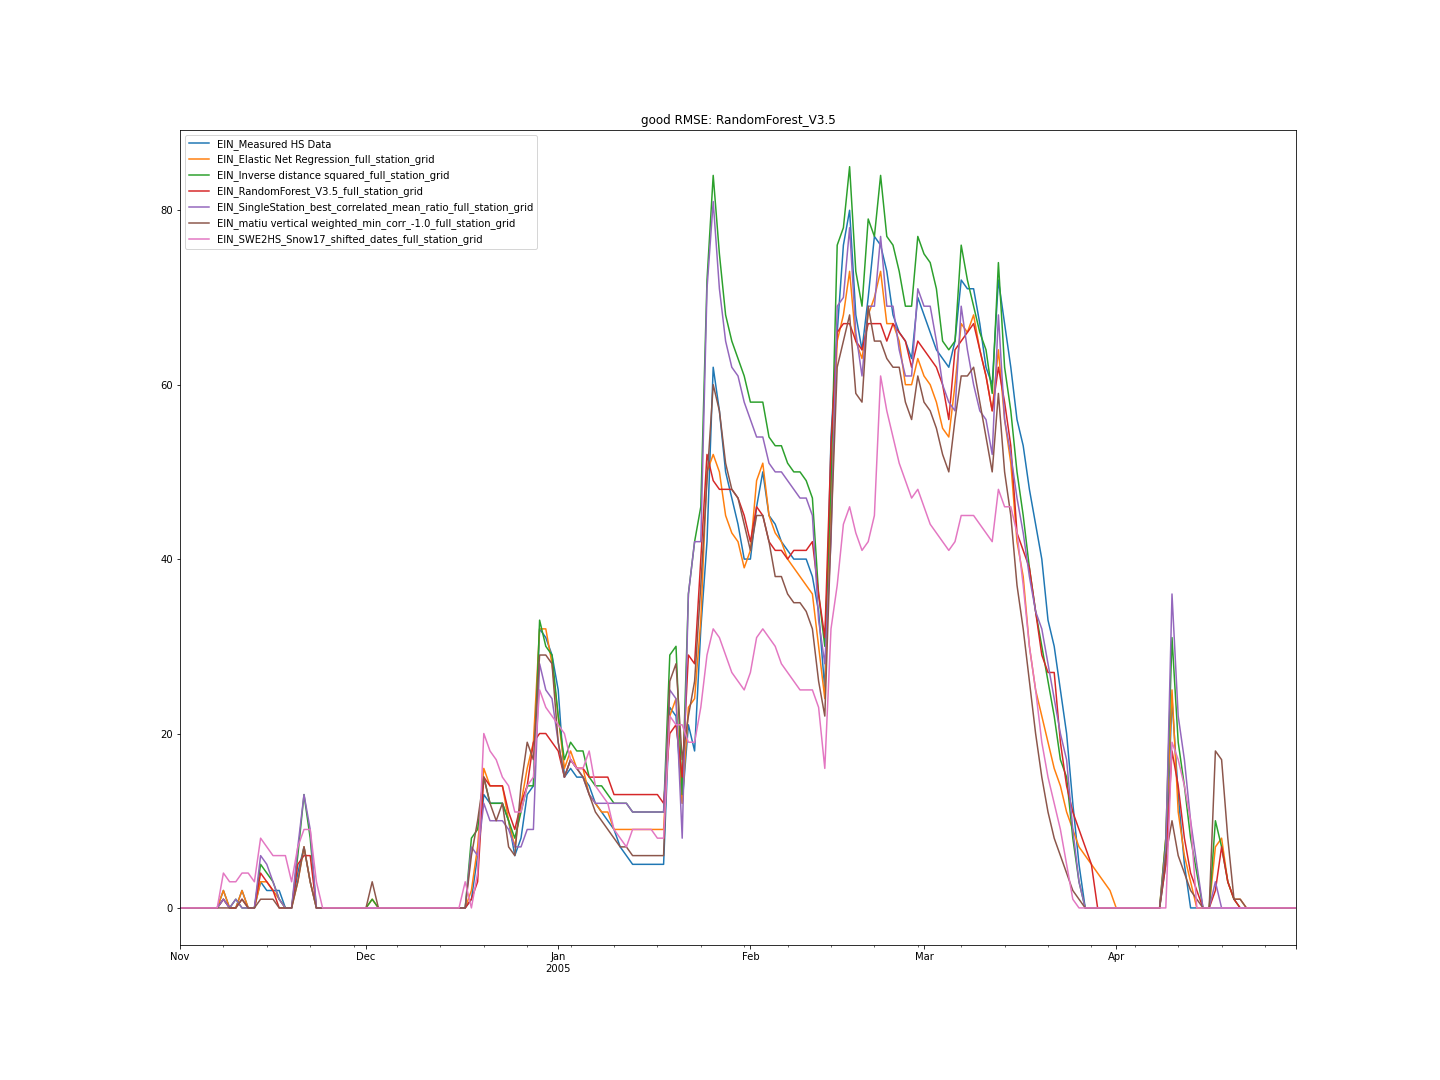 good RMSE: RandomForest_V3.5
EIN_Measured HS Data
EIN_Elastic Net Regression_full_station_grid
EIN_Inverse distance squared_full_station_grid
EIN_RandomForest_V3.5_full_station_grid
EIN_SingleStation_best_correlated_mean_ratio_full_station_grid
EIN_matiu vertical weighted_min_corr_-1.0_full_station_grid
EIN_SWE2HS_Snow17_shifted_dates_full_station_grid
80
60
40
20
0
Nov Dec Jan Feb Mar Apr
2005